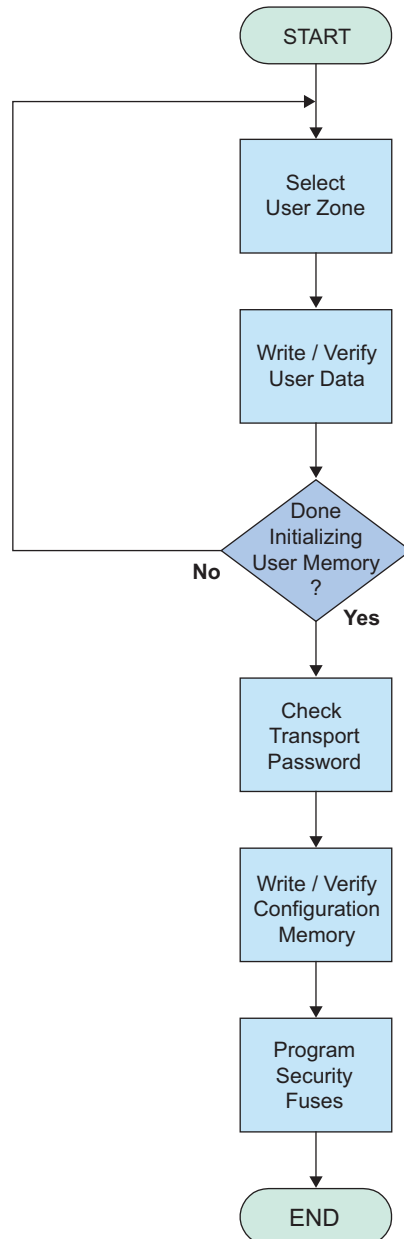 START
Select
User Zone
Write / Verify
User Data
Done
Initializing
User Memory
?
No
Yes
Check
Transport
Password
Write / Verify
Configuration
Memory
Program
Security
Fuses
END